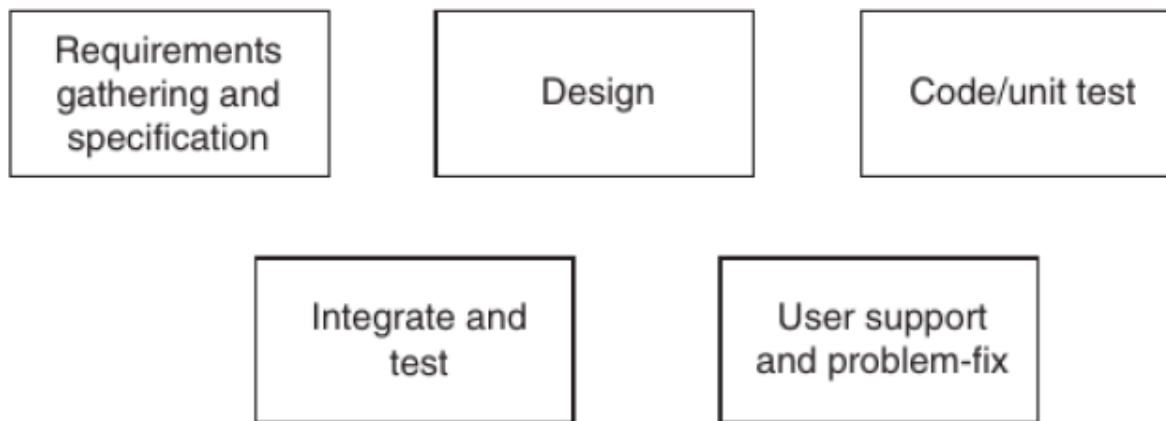 Requirements
gathering and
specification
Design
Code/unit test
Integrate and
test
User support
and problem-fix